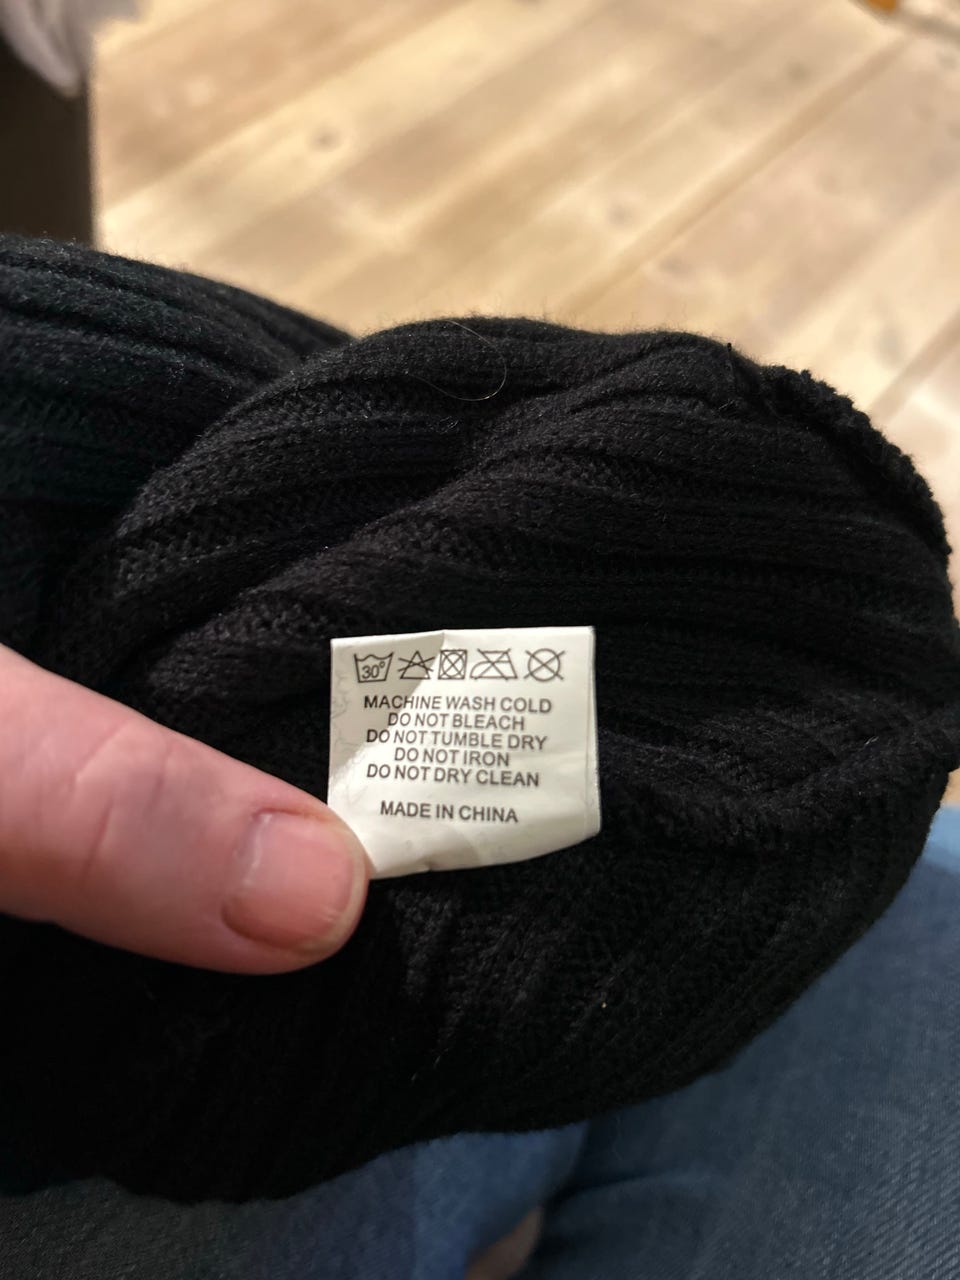 30°
MACHINE WASH COLD
DO NOT BLEACH
DO NOT TUMBLE DRY
DO NOT IRON
DO NOT DRY CLEAN
MADE IN CHINA